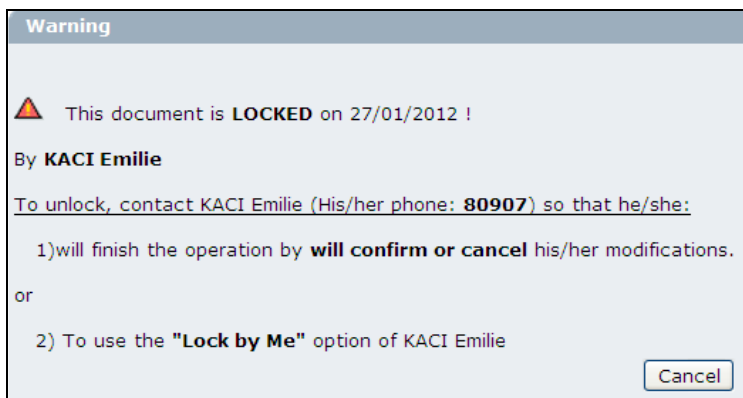 Warning
This document is LOCKED on 27/01/2012 !
By KACI Emilie
To unlock, contact KACI Emilie (His/her phone: 80907) so that he/she:
1)will finish the operation by will confirm or cancel his/her modifications.
or
2) To use the "Lock by Me" option of KACI Emilie
Cancel